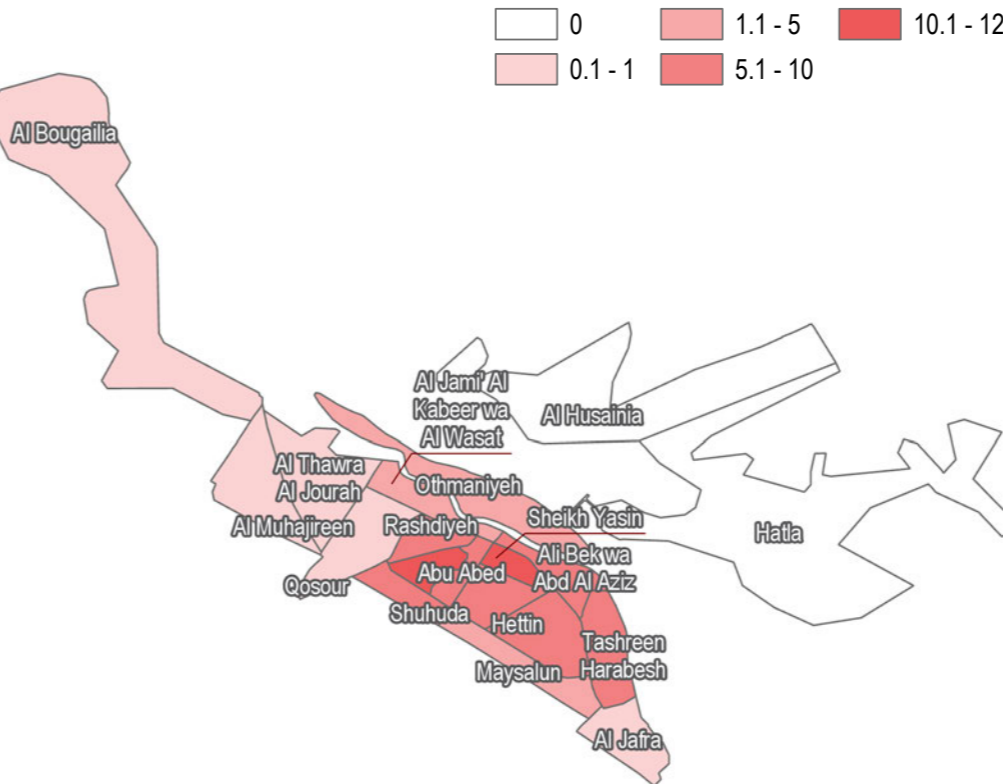 0
1.1 - 5
10.1 - 12
0.1 - 1
5.1 - 10
Al Bougailia
Al Jami' Al
Kabeer wa
Al Wasat
Al Husainia
Al Thawra
Al Jourah
Othmaniyeh
Al Muhajireen
Rashdiyeh
Sheikh Yasin
Hatla
Ali Bek wa
Abd Al Aziz
Qosour
Abu Abed
Shuhuda
Hettin
Tashreen
Maysalun
Harabesh
Al Jafra